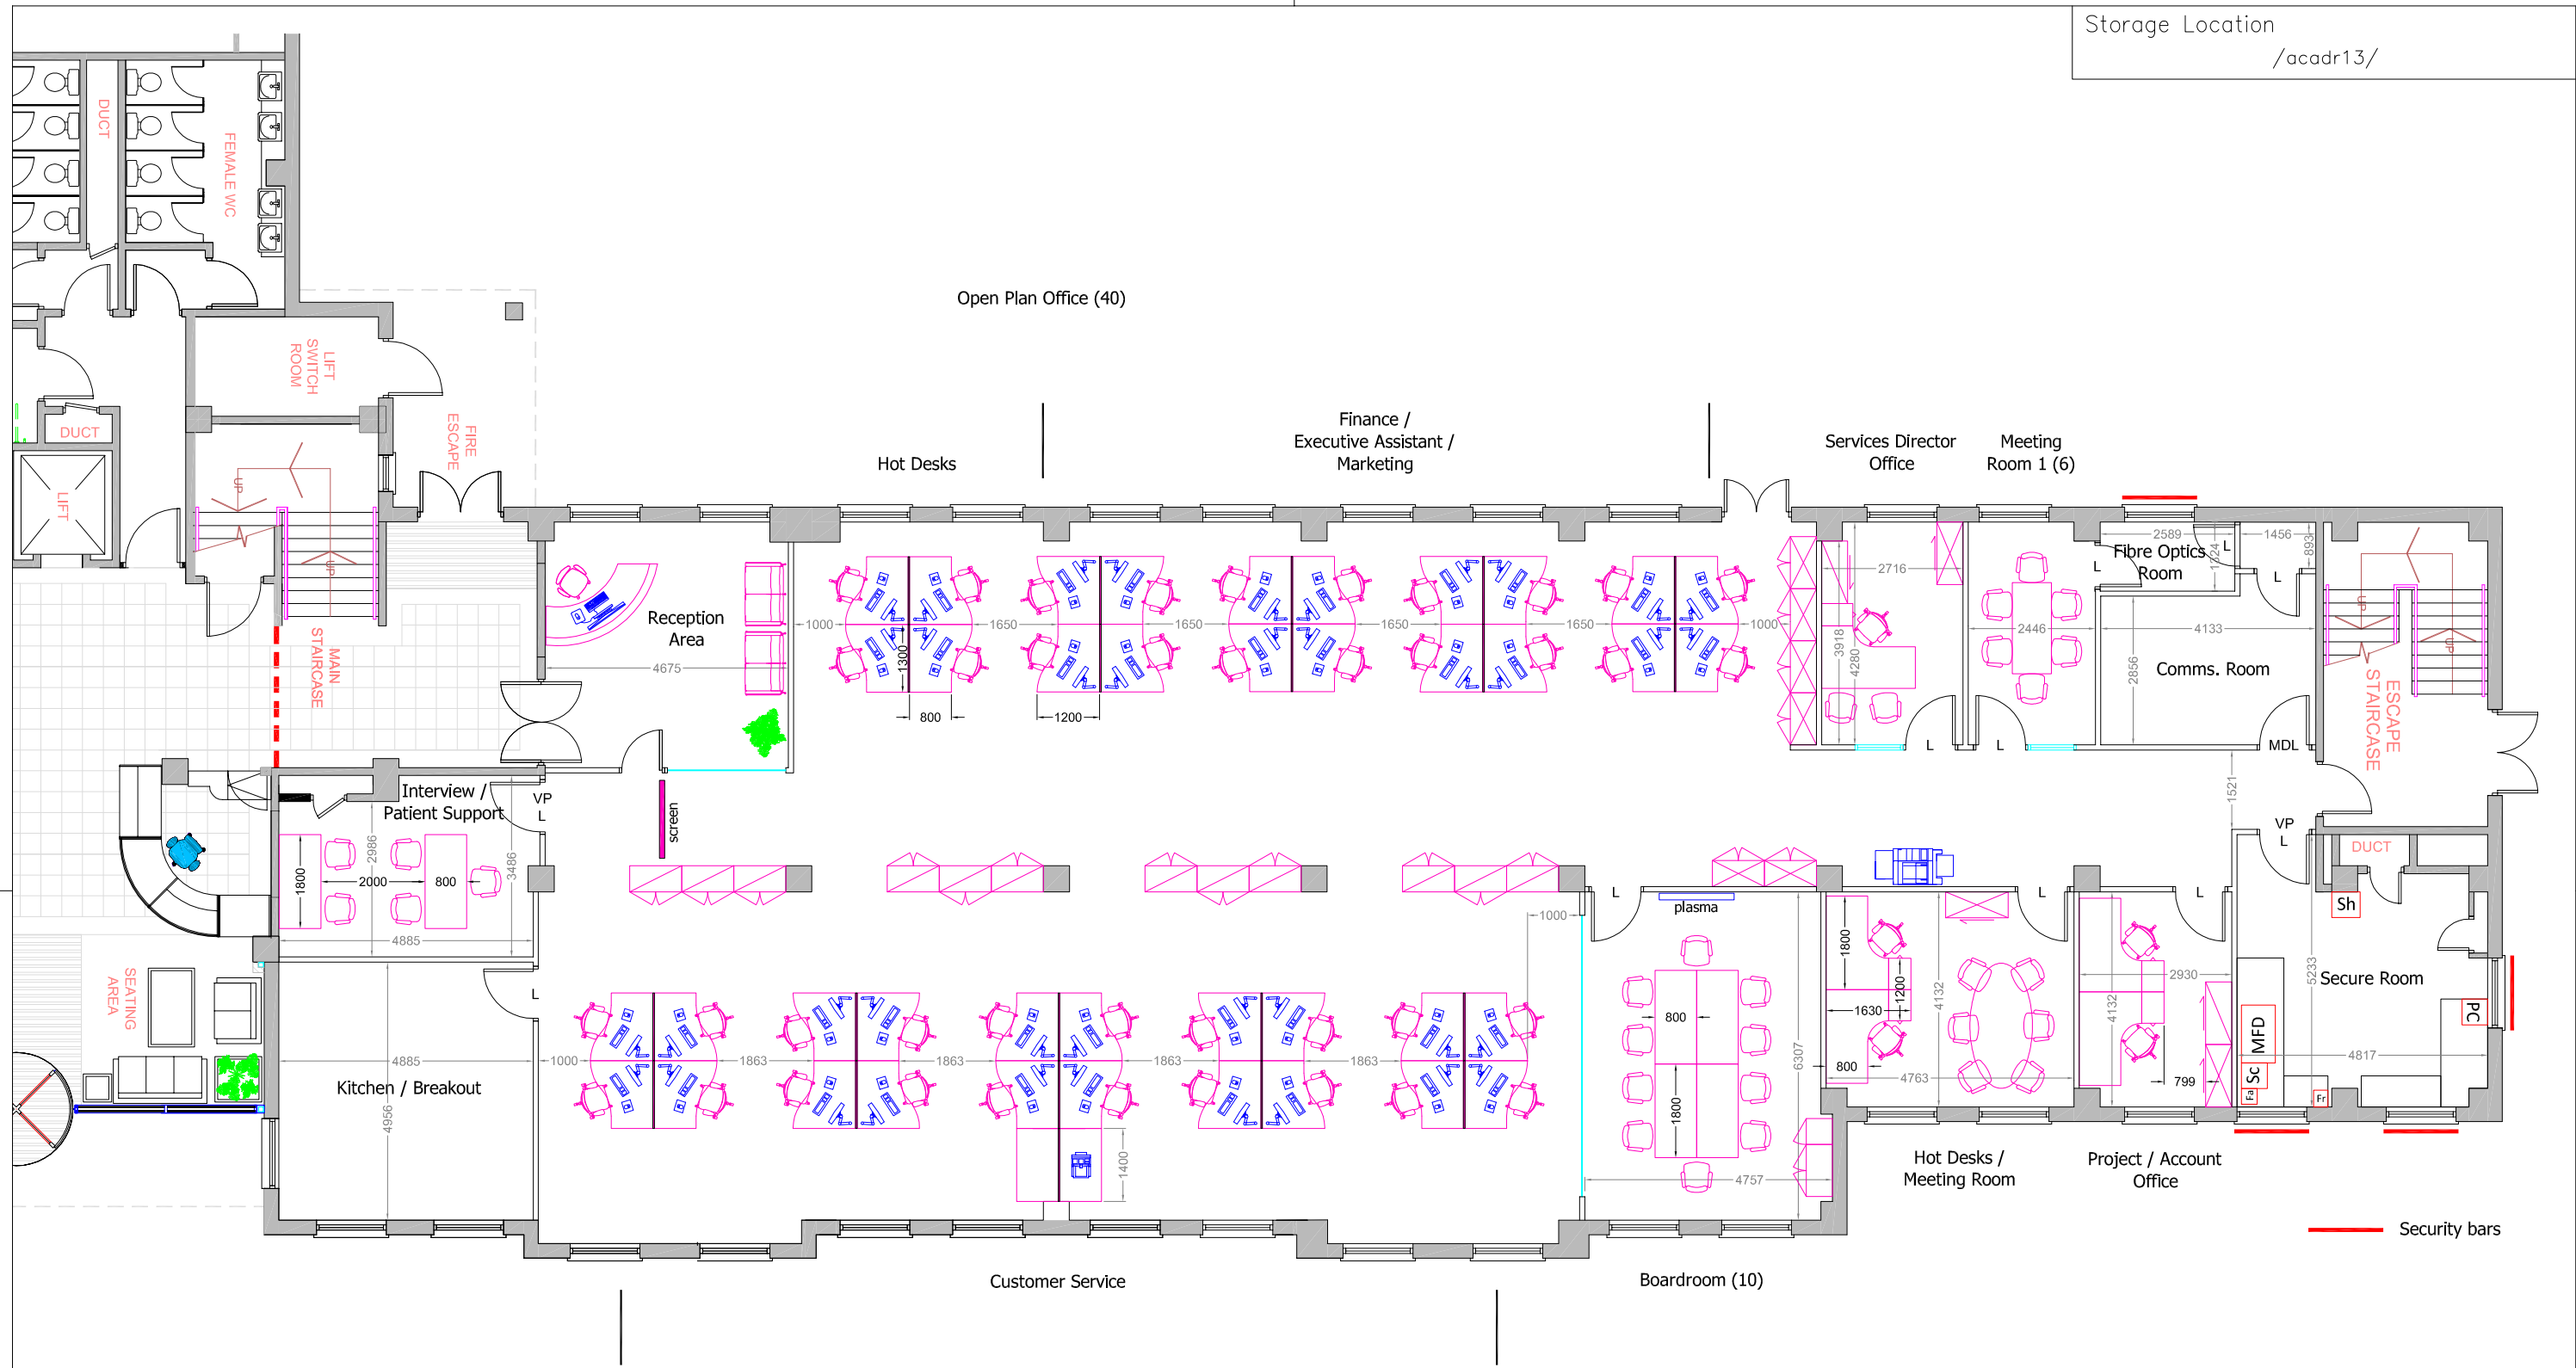 Storage Location
/acadr13/
DUCT
FEMALE WC
Open Plan Office (40)
LIFT
SWITCH
ROOM
FIRE
ESCAPE
DUCT
LIFT
UP
UP
MAIN
STAIRCASE
Hot Desks
Finance /
Executive Assistant /
Marketing
Services Director
Office
Meeting
Room 1 (6)
Reception
Area
4675
1000
1300
800
1650
1200
1650
1650
1650
1000
2716
3918
4280
L
2446
L
L
2589
Fibre Optics
Room
1324
L
1456
893
L
4133
2856
Comms. Room
MDL
UP
UP
ESCAPE
STAIRCASE
1521
VP
L
DUCT
Interview /
Patient Support
VP
L
screen
1800
2986
2000
800
3486
4885
SEATING
AREA
L
4885
Kitchen / Breakout
4956
1000
1863
1863
1863
1863
1400
1000
L
plasma
800
1800
6307
4757
L
1800
1200
1630
4132
800
4763
L
2930
4132
799
Sh
5233
Secure Room
PC
MFD
Sc
Fa
4817
Fr
Hot Desks /
Meeting Room
Project / Account
Office
Security bars
Customer Service
Boardroom (10)